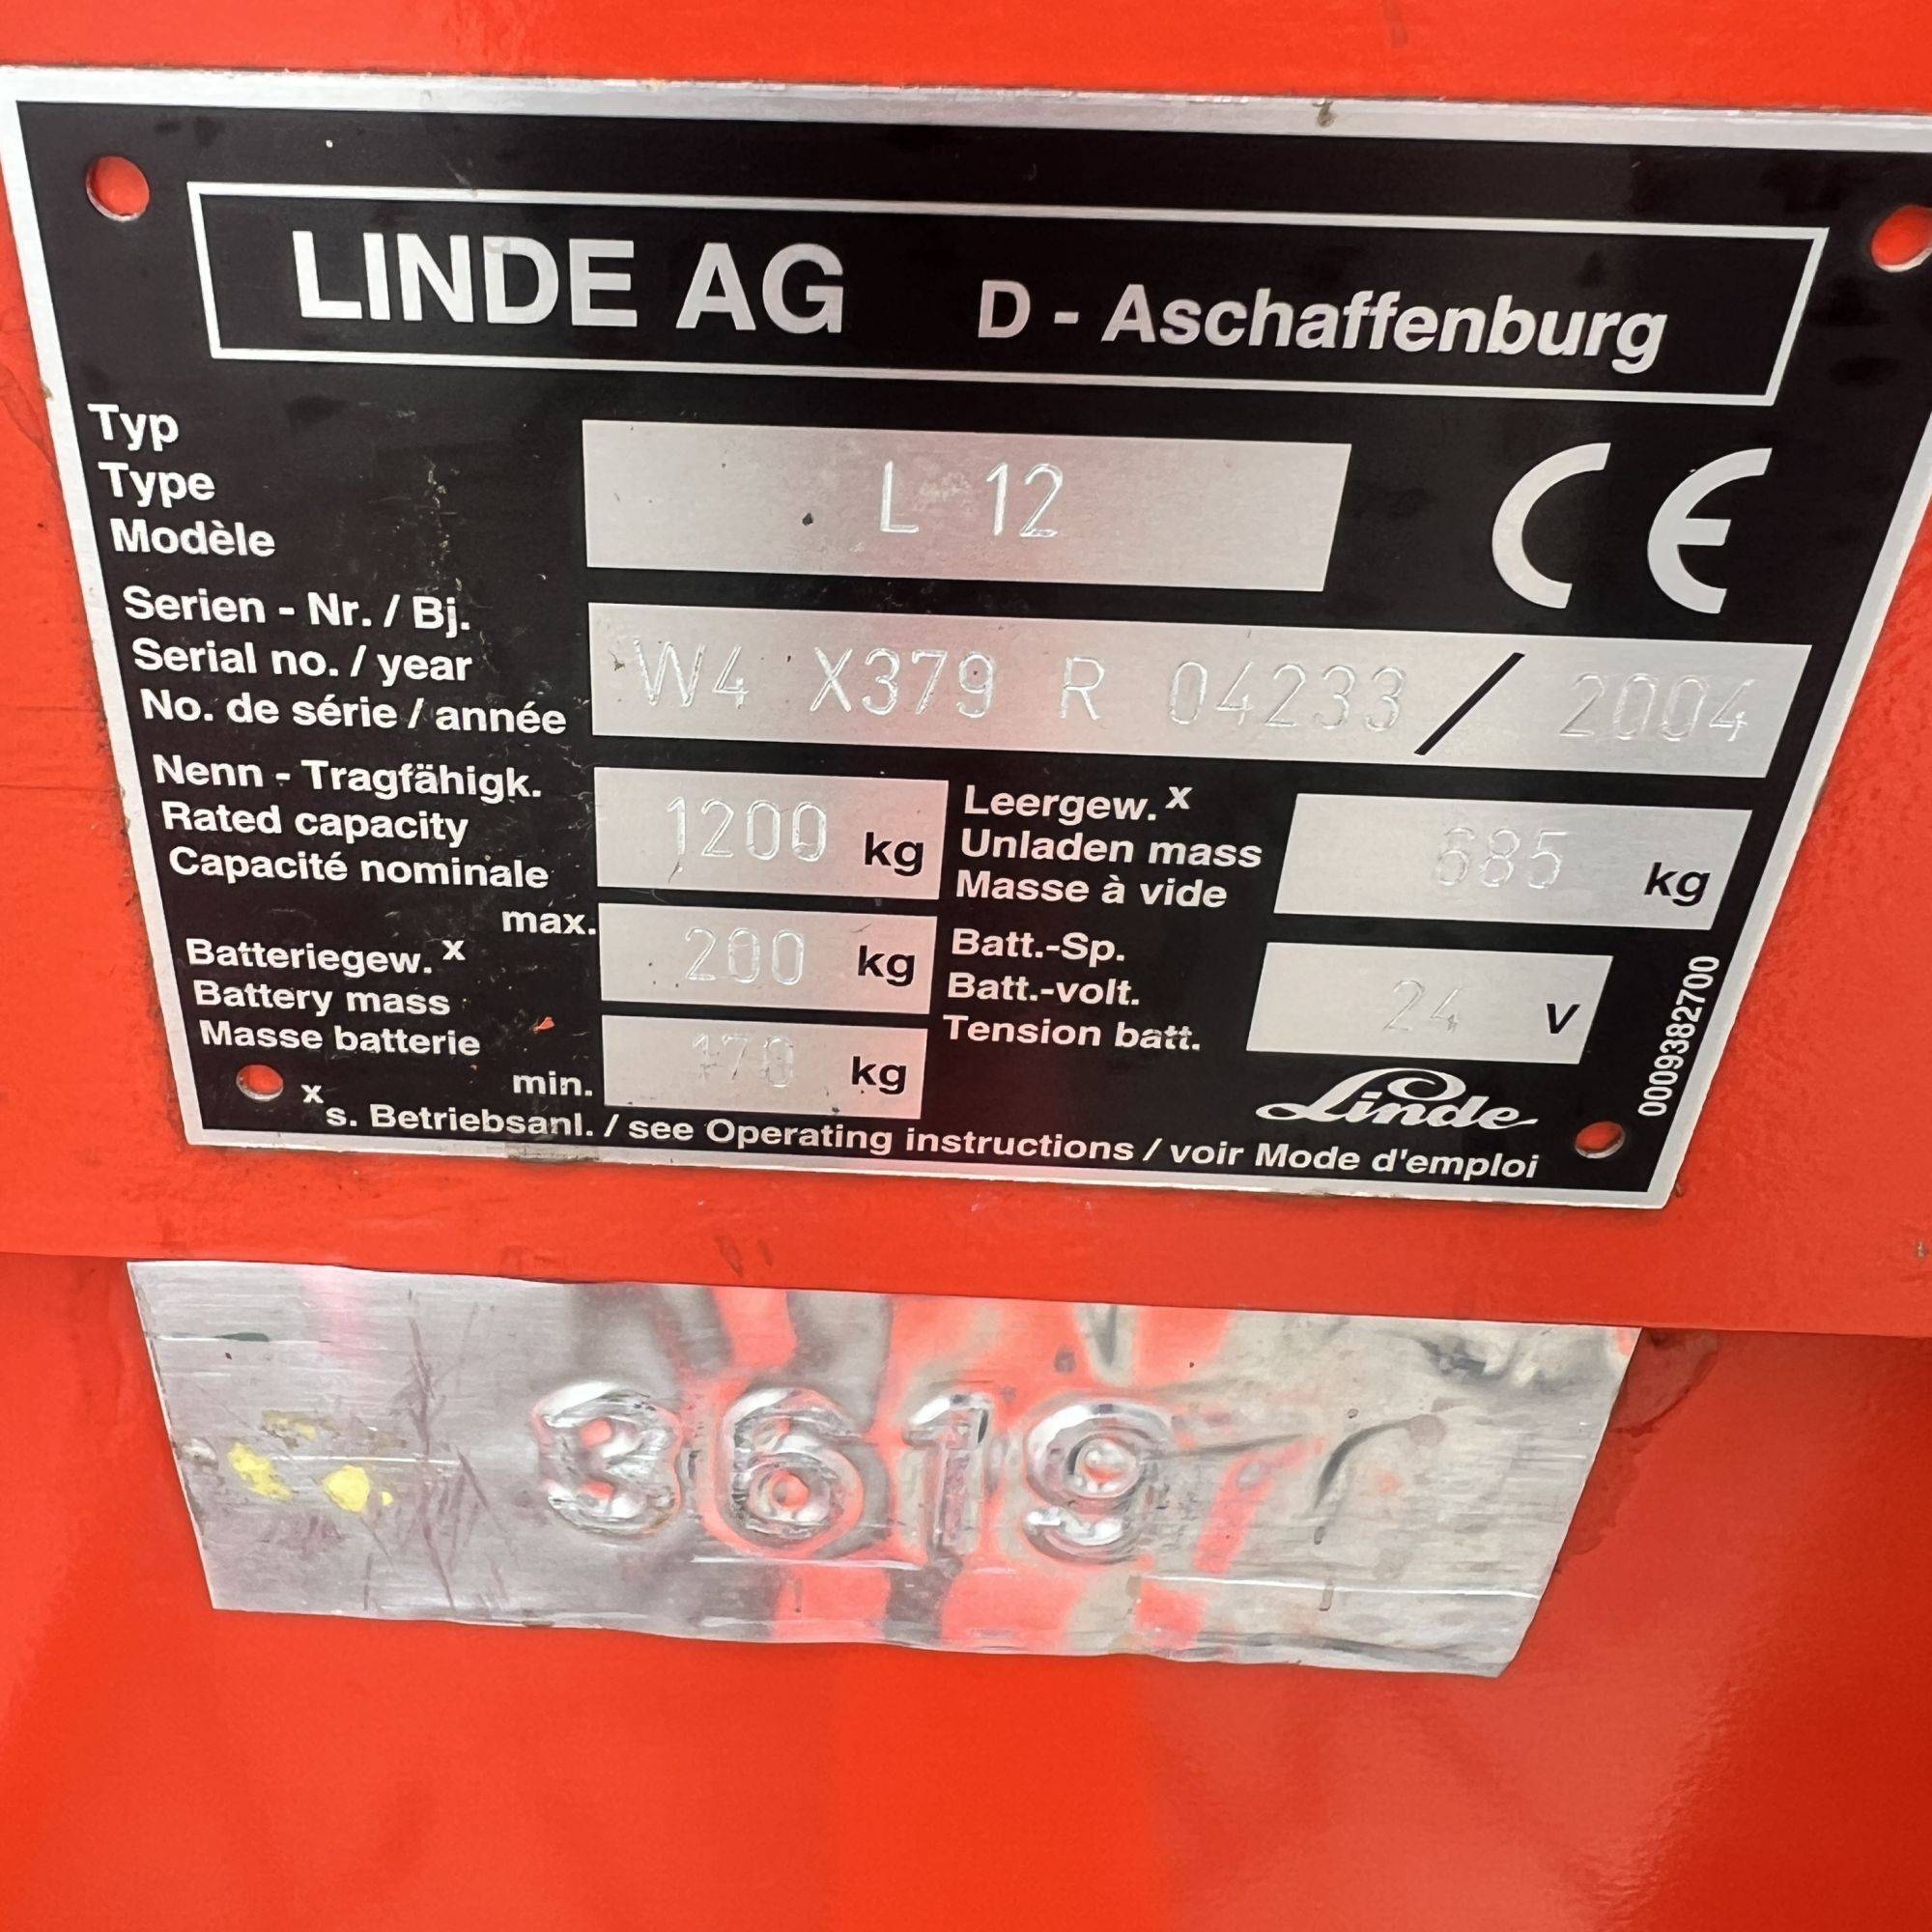 LINDE AG D - Aschaffenburg
Typ
Type
Modèle
L 12
CE
Serien - Nr. / Bj.
Serial no. / year
No. de série / année
W4 X379 R 04233 / 2004
Nenn - Tragfähigk.
Rated capacity
Capacité nominale
1200 kg
Leergew. x
Unladen mass
Masse à vide
685 kg
Batteriegew. x
Battery mass
Masse batterie
max. 200 kg
min. 170 kg
Batt.-Sp.
Batt.-volt.
Tension batt.
24 V
0009382700
Linde
x s. Betriebsanl. / see Operating instructions / voir Mode d'emploi
3619